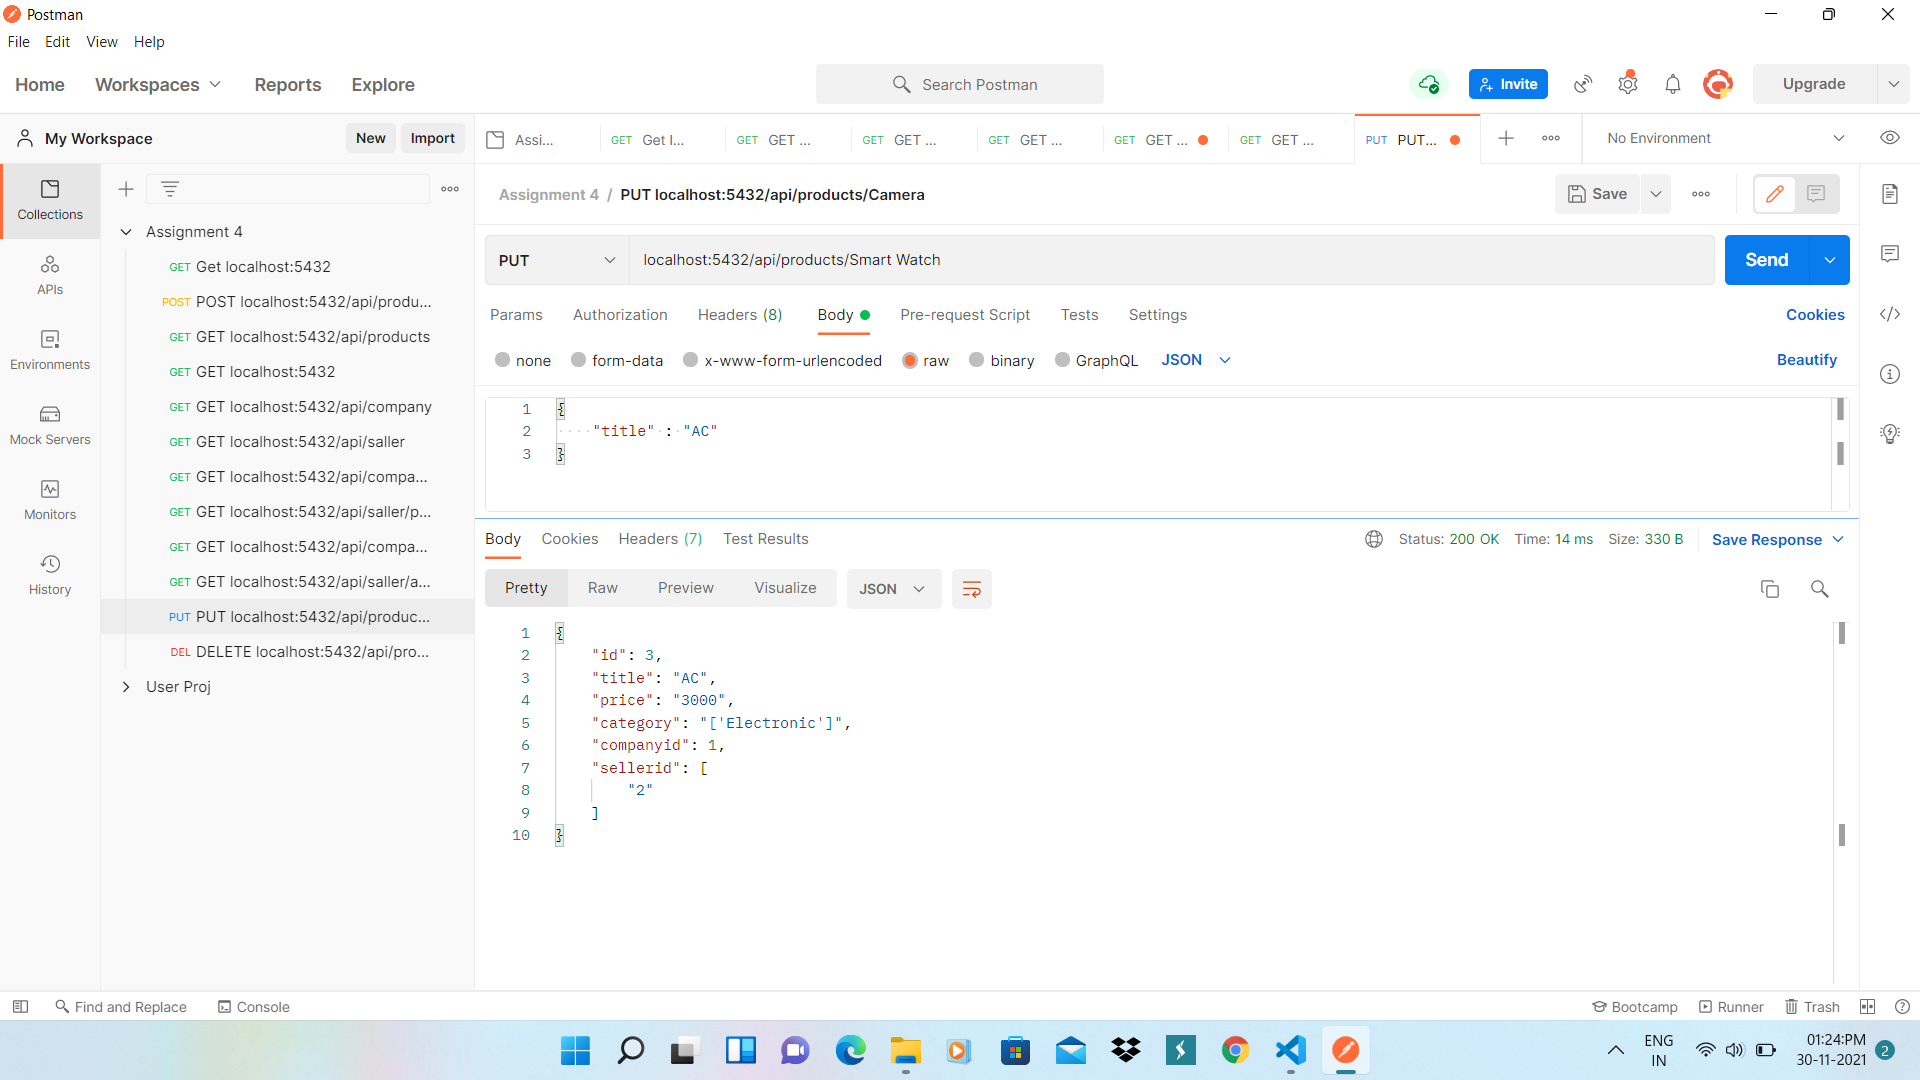 Postman
File Edit View Help
Home Workspaces Reports Explore Search Postman Invite Upgrade
My Workspace New Import Assi... GET Get l... GET GET ... GET GET ... GET GET ... GET GET ... GET GET ... PUT PUT... No Environment
Collections
APIs
Environments
Mock Servers
Monitors
History
Assignment 4
GET Get localhost:5432
POST POST localhost:5432/api/produ...
GET GET localhost:5432/api/products
GET GET localhost:5432
GET GET localhost:5432/api/company
GET GET localhost:5432/api/saller
GET GET localhost:5432/api/compa...
GET GET localhost:5432/api/saller/p...
GET GET localhost:5432/api/compa...
GET GET localhost:5432/api/saller/a...
PUT PUT localhost:5432/api/produc...
DEL DELETE localhost:5432/api/pro...
User Proj
Assignment 4 / PUT localhost:5432/api/products/Camera Save
PUT localhost:5432/api/products/Smart Watch Send
Params Authorization Headers (8) Body Pre-request Script Tests Settings Cookies
none form-data x-www-form-urlencoded raw binary GraphQL JSON Beautify
1 {
2 "title" : "AC"
3 }
Body Cookies Headers (7) Test Results Status: 200 OK Time: 14 ms Size: 330 B Save Response
Pretty Raw Preview Visualize JSON
1 {
2 "id": 3,
3 "title": "AC",
4 "price": "3000",
5 "category": "['Electronic']",
6 "companyid": 1,
7 "sellerid": [
8 "2"
9 ]
10 }
Find and Replace Console Bootcamp Runner Trash
ENG
IN
01:24:PM
30-11-2021
2